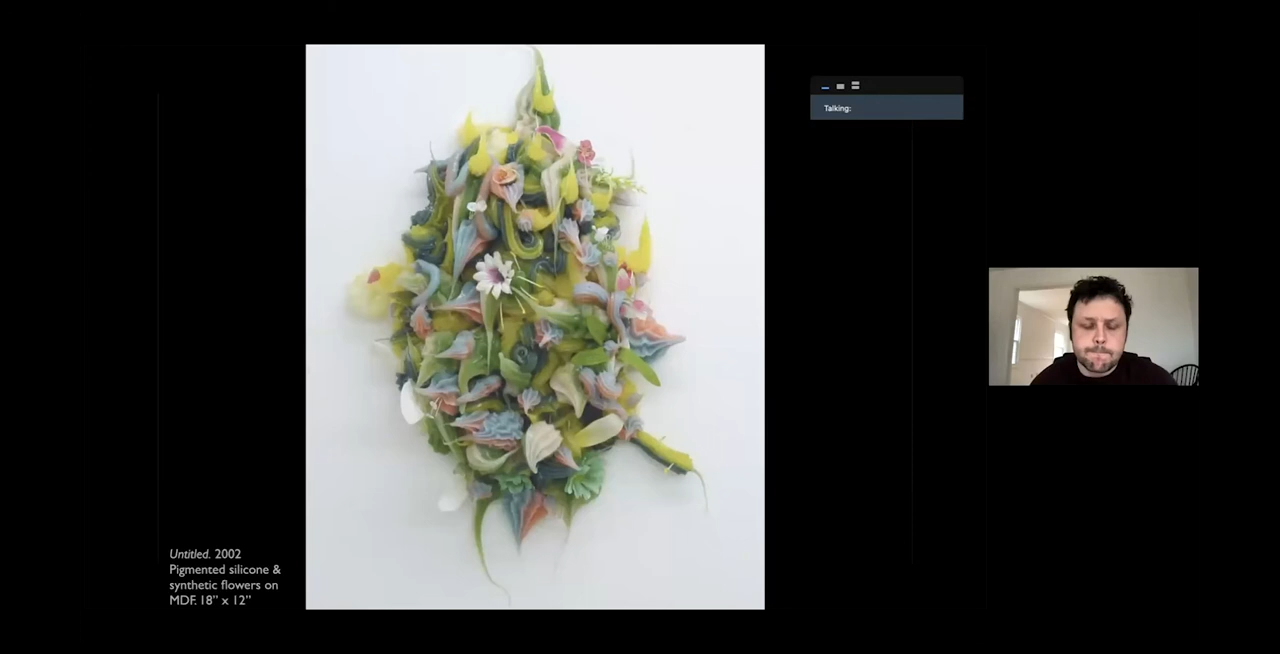 Talking:
Untitled. 2002
Pigmented silicone &
synthetic flowers on
MDF. 18” x 12”